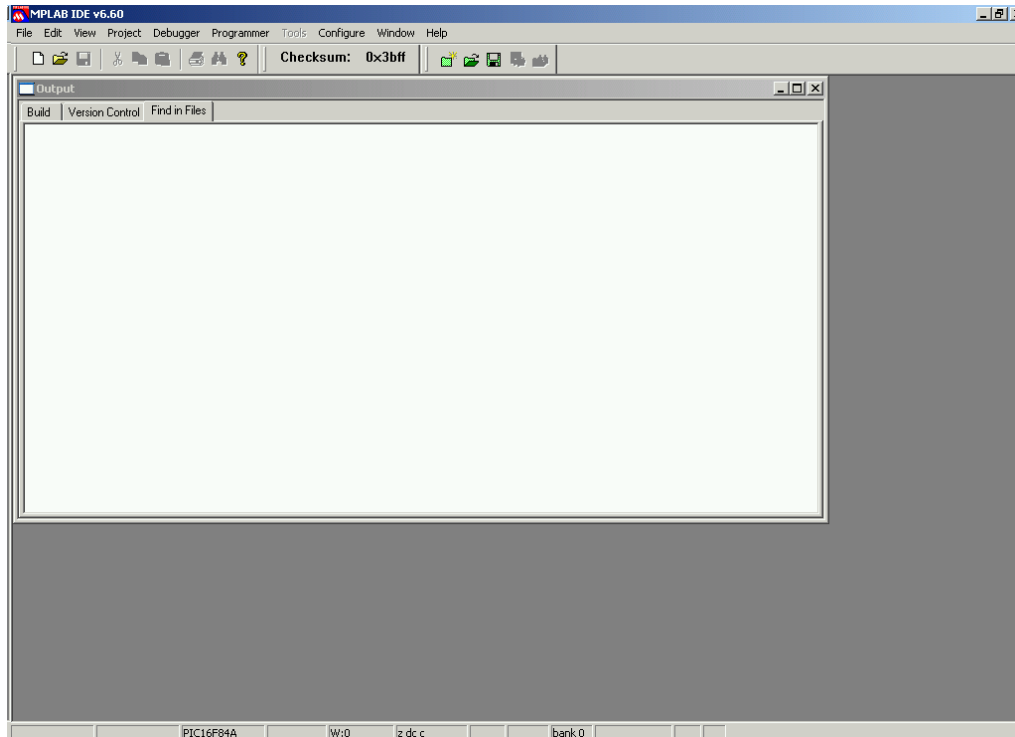 MPLAB IDE v6.60
File Edit View Project Debugger Programmer Tools Configure Window Help
Checksum: 0x3bff
Output
Build Version Control Find in Files
PIC16F84A W:0 z dc c bank 0